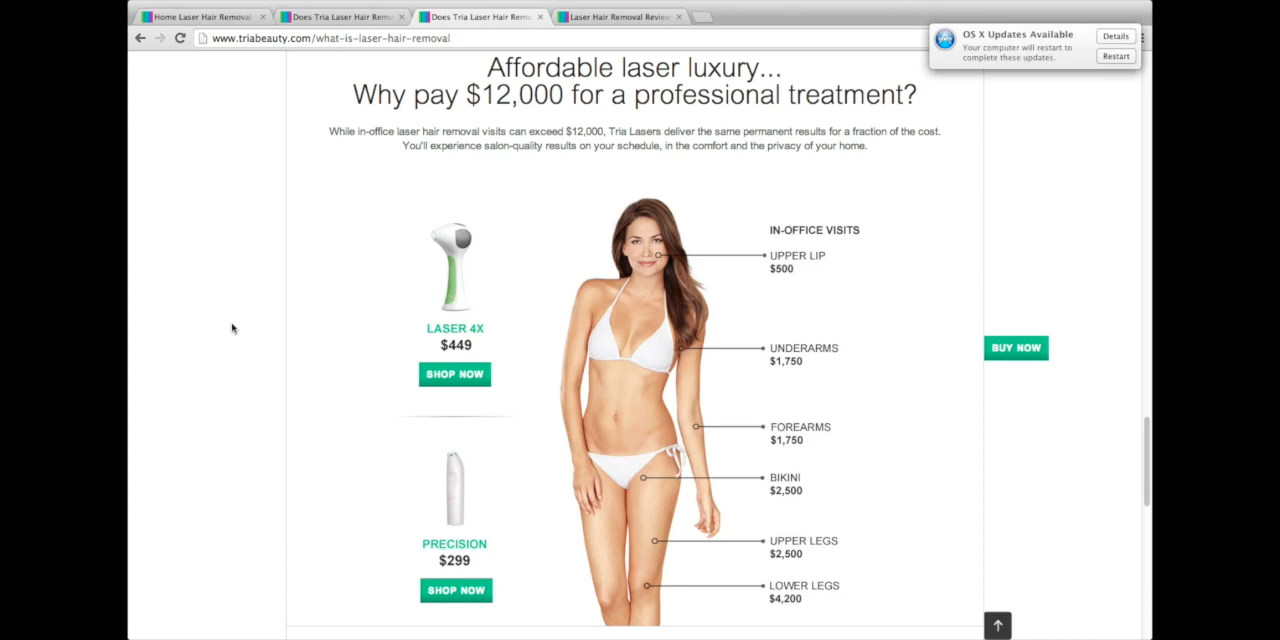 Home Laser Hair Removal
Does Tria Laser Hair Remo
Does Tria Laser Hair Remo
Laser Hair Removal Review
www.triabeauty.com/what-is-laser-hair-removal
OS X Updates Available
Your computer will restart to
complete these updates.
Details
Restart
Affordable laser luxury...
Why pay $12,000 for a professional treatment?
While in-office laser hair removal visits can exceed $12,000, Tria Lasers deliver the same permanent results for a fraction of the cost.
You'll experience salon-quality results on your schedule, in the comfort and the privacy of your home.
LASER 4X
$449
SHOP NOW
PRECISION
$299
SHOP NOW
IN-OFFICE VISITS
UPPER LIP
$500
UNDERARMS
$1,750
FOREARMS
$1,750
BIKINI
$2,500
UPPER LEGS
$2,500
LOWER LEGS
$4,200
BUY NOW